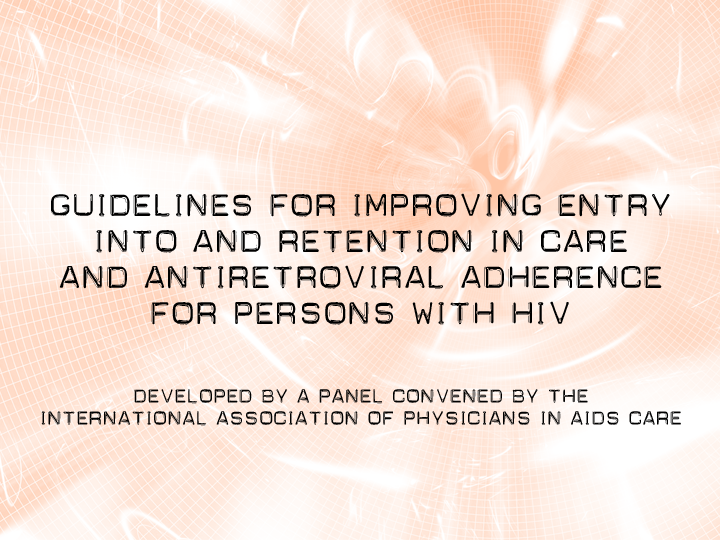 GUIDELINES FOR IMPROVING ENTRY
INTO AND RETENTION IN CARE
AND ANTIRETROVIRAL ADHERENCE
FOR PERSONS WITH HIV
DEVELOPED BY A PANEL CONVENED BY THE
INTERNATIONAL ASSOCIATION OF PHYSICIANS IN AIDS CARE